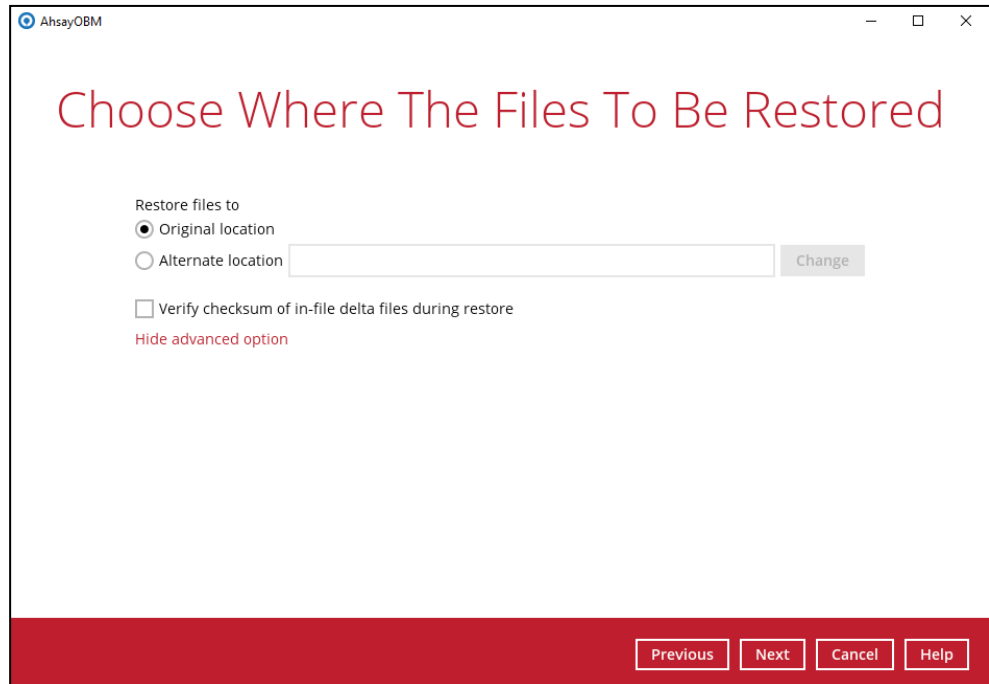 AhsayOBM
Choose Where The Files To Be Restored
Restore files to
Original location
Alternate location
Change
Verify checksum of in-file delta files during restore
Hide advanced option
Previous Next Cancel Help